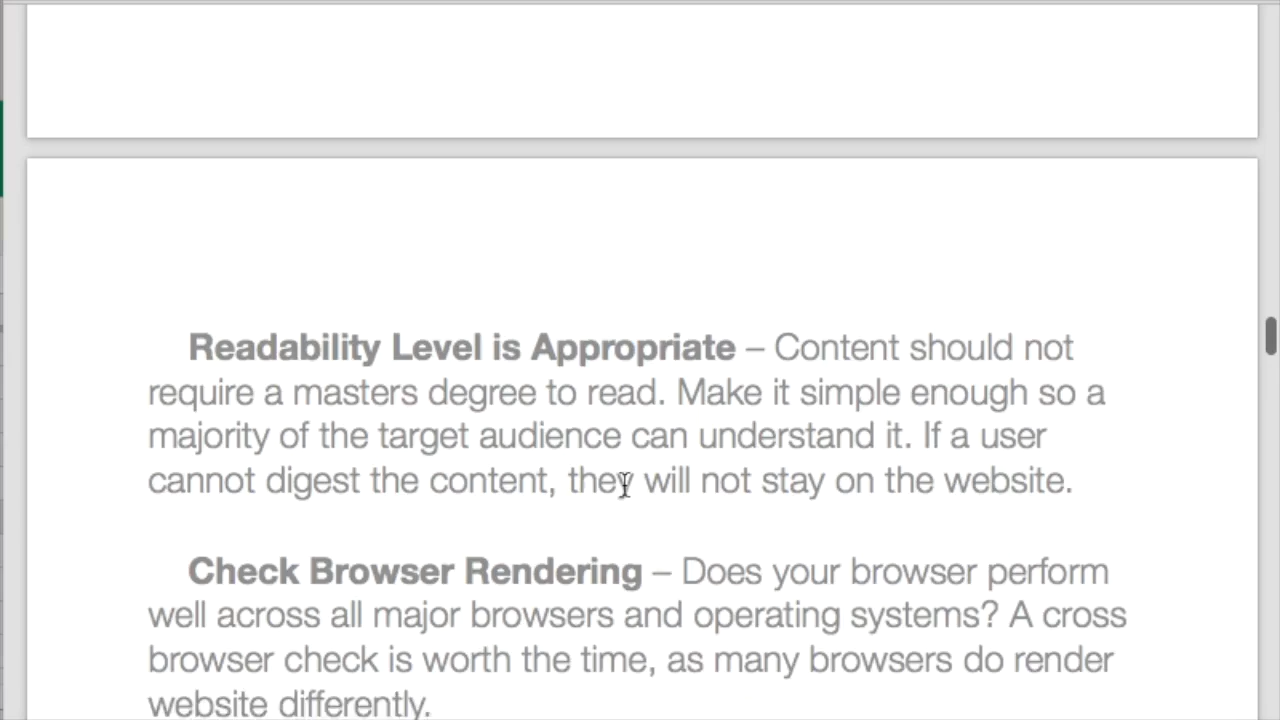 Readability Level is Appropriate – Content should not
require a masters degree to read. Make it simple enough so a
majority of the target audience can understand it. If a user
cannot digest the content, they will not stay on the website.
Check Browser Rendering – Does your browser perform
well across all major browsers and operating systems? A cross
browser check is worth the time, as many browsers do render
website differently.